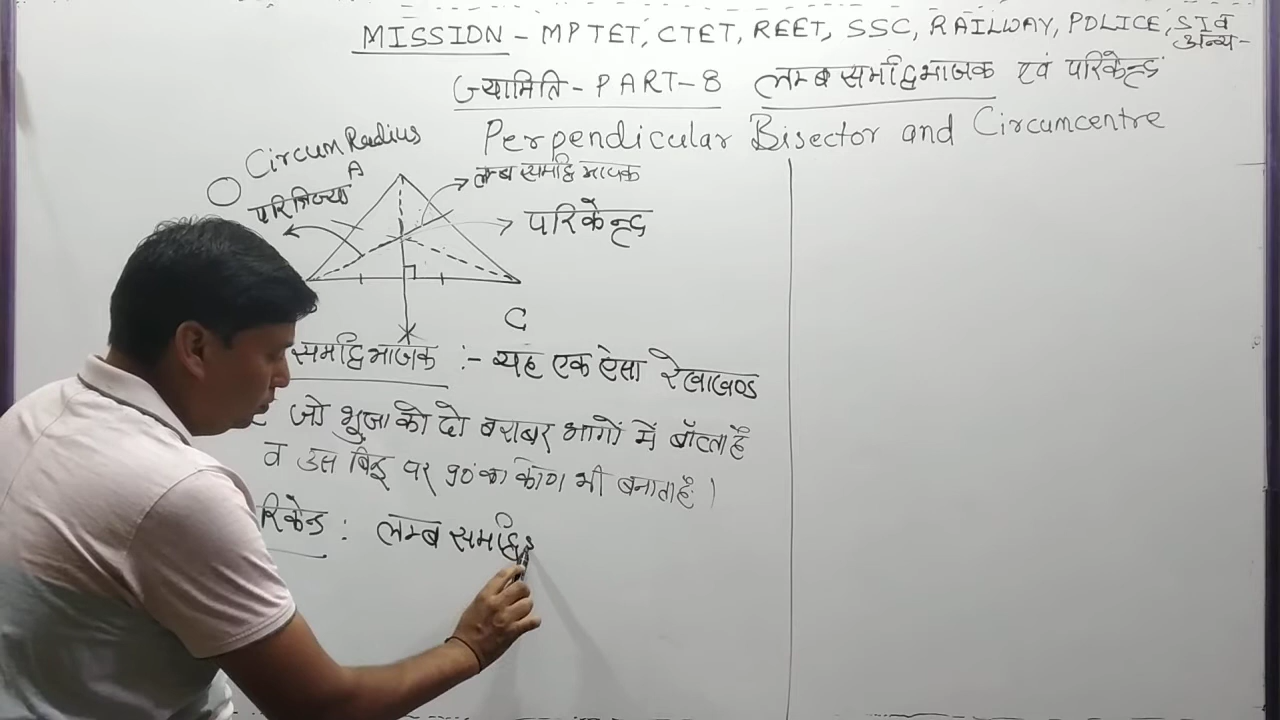 MISSION - MPTET, CTET, REET, SSC, RAILWAY, POLICE, SI व
अन्य-
ज्यामिति - PART-8 लम्ब समद्विभाजक एवं परिकेन्द्र
Perpendicular Bisector and Circumcentre
Circum Radius
परित्रिज्या
A
लम्ब समद्विभाजक
परिकेन्द्र
C
समद्विभाजक :- यह एक ऐसा रेखाखण्ड
जो भुजा को दो बराबर भागों में बाँटता है
व उस बिन्दु पर 90° का कोण भी बनाता है।
रिकेन्द्र : लम्ब समद्वि